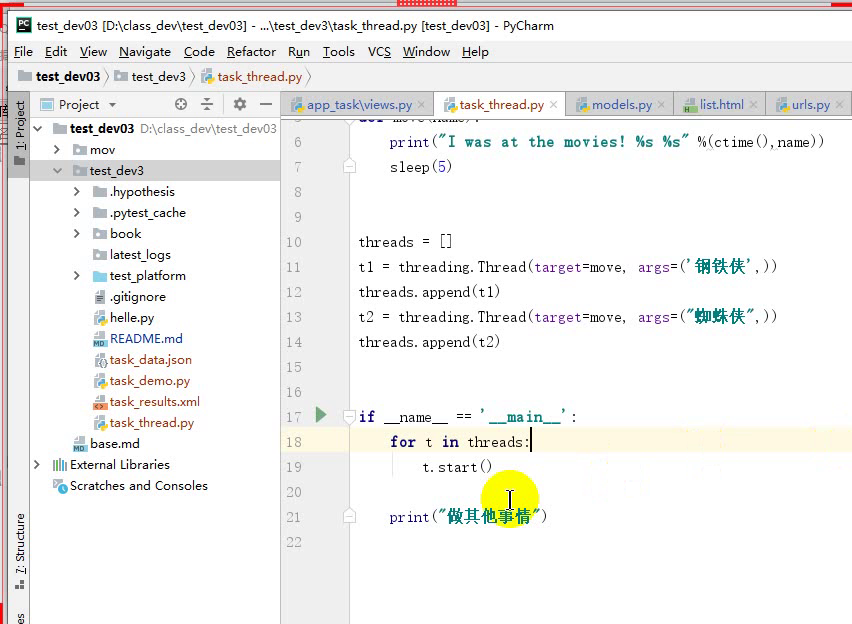 test_dev03 [D:\class_dev\test_dev03] - ...\test_dev3\task_thread.py [test_dev03] - PyCharm
File Edit View Navigate Code Refactor Run Tools VCS Window Help
test_dev03 test_dev3 task_thread.py
1: Project
Project
app_task\views.py task_thread.py models.py list.html urls.py
test_dev03 D:\class_dev\test_dev03
mov
test_dev3
.hypothesis
.pytest_cache
book
latest_logs
test_platform
.gitignore
helle.py
README.md
task_data.json
task_demo.py
task_results.xml
task_thread.py
base.md
External Libraries
Scratches and Consoles
7: Structure
def move(name):
6 print("I was at the movies! %s %s" %(ctime(),name))
7 sleep(5)
8
9
10 threads = []
11 t1 = threading.Thread(target=move, args=('钢铁侠',))
12 threads.append(t1)
13 t2 = threading.Thread(target=move, args=("蜘蛛侠",))
14 threads.append(t2)
15
16
17 if __name__ == '__main__':
18 for t in threads:
19 t.start()
20
21 print("做其他事情")
22